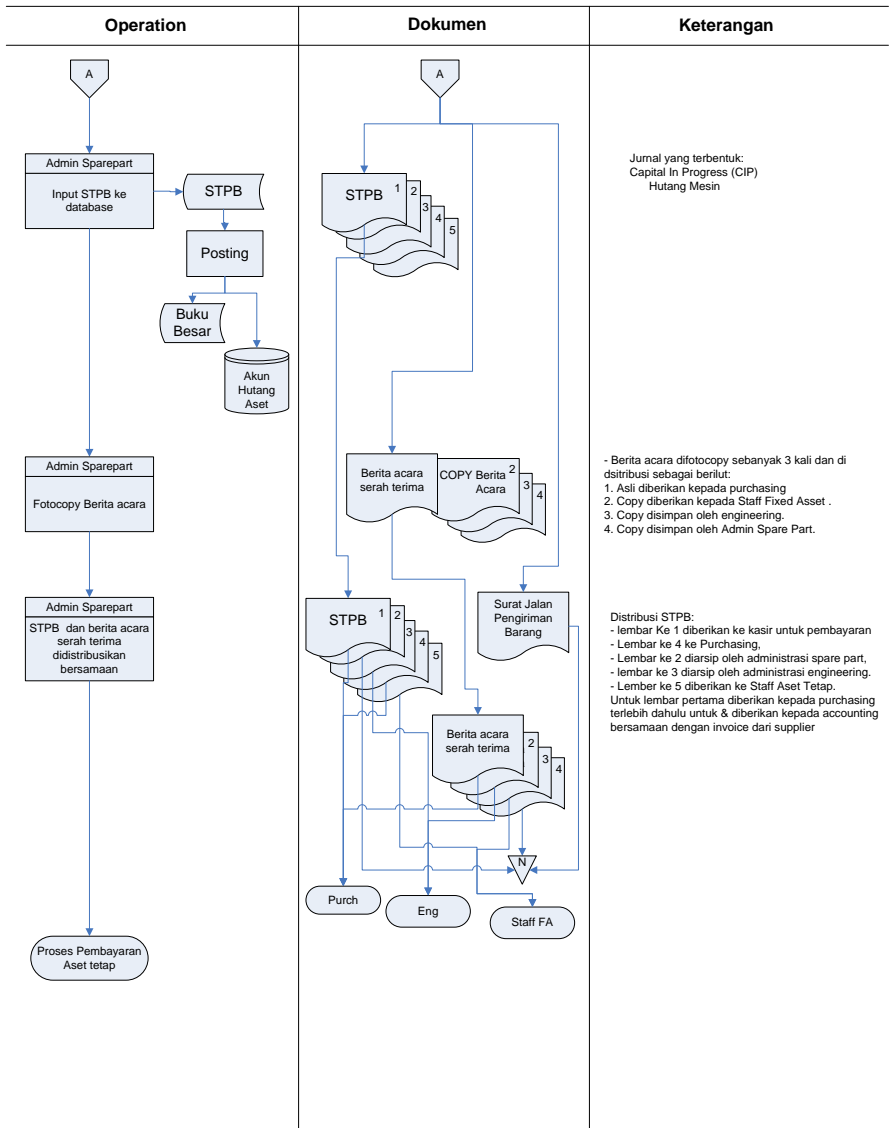 Operation
Dokumen
Keterangan
A
A
Admin Sparepart
Input STPB ke
database
STPB
Posting
Buku
Besar
Akun
Hutang
Aset
STPB
1
2
3
4
5
Jurnal yang terbentuk:
Capital In Progress (CIP)
Hutang Mesin
Admin Sparepart
Fotocopy Berita acara
Berita acara
serah terima
COPY Berita
Acara
2
3
4
- Berita acara difotocopy sebanyak 3 kali dan di
dsitribusi sebagai berilut:
1. Asli diberikan kepada purchasing
2. Copy diberikan kepada Staff Fixed Asset .
3. Copy disimpan oleh engineering.
4. Copy disimpan oleh Admin Spare Part.
Admin Sparepart
STPB dan berita acara
serah terima
didistribusikan
bersamaan
STPB
1
2
3
4
5
Surat Jalan
Pengiriman
Barang
Distribusi STPB:
- lembar Ke 1 diberikan ke kasir untuk pembayaran
- Lembar ke 4 ke Purchasing,
- Lembar ke 2 diarsip oleh administrasi spare part,
- lembar ke 3 diarsip oleh administrasi engineering.
- Lember ke 5 diberikan ke Staff Aset Tetap.
Untuk lembar pertama diberikan kepada purchasing
terlebih dahulu untuk & diberikan kepada accounting
bersamaan dengan invoice dari supplier
Berita acara
serah terima
2
3
4
N
Purch
Eng
Staff FA
Proses Pembayaran
Aset tetap